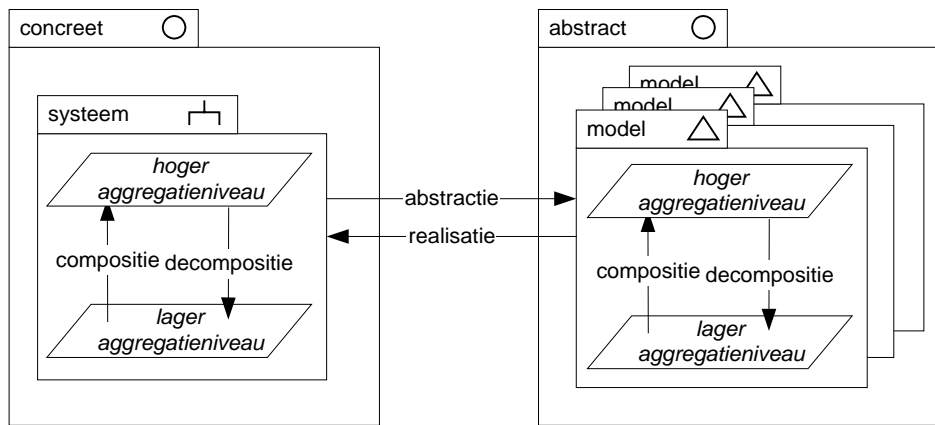 concreet
systeem
hoger
aggregatieniveau
compositie
decompositie
lager
aggregatieniveau
abstractie
realisatie
abstract
model
model
model
hoger
aggregatieniveau
compositie
decompositie
lager
aggregatieniveau